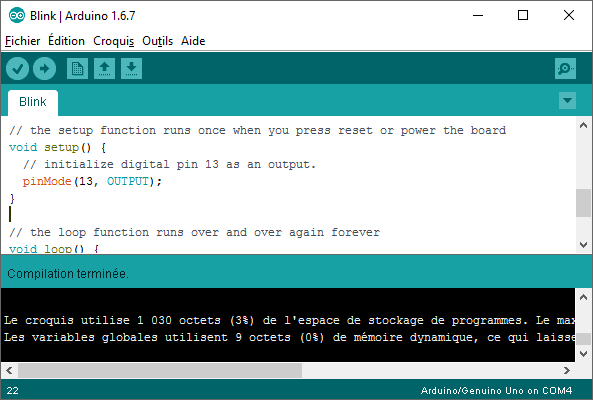 Blink | Arduino 1.6.7
Fichier Édition Croquis Outils Aide
Blink
// the setup function runs once when you press reset or power the board
void setup() {
// initialize digital pin 13 as an output.
pinMode(13, OUTPUT);
}
// the loop function runs over and over again forever
void loop() {
Compilation terminée.
Le croquis utilise 1 030 octets (3%) de l'espace de stockage de programmes. Le max
Les variables globales utilisent 9 octets (0%) de mémoire dynamique, ce qui laisse
22 Arduino/Genuino Uno on COM4